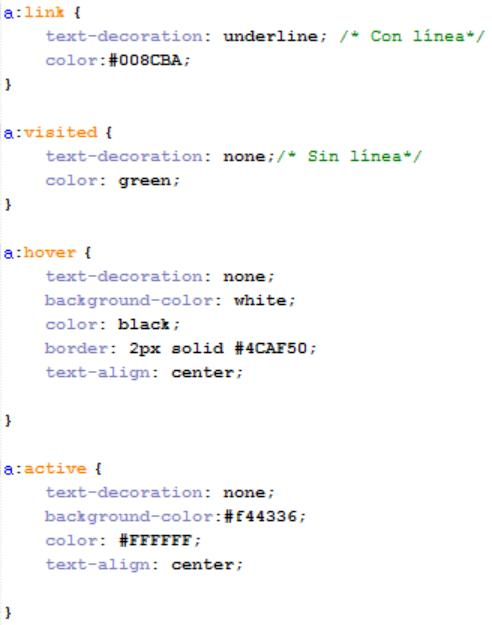 a:link {
text-decoration: underline; /* Con línea*/
color:#008CBA;
}
a:visited {
text-decoration: none;/* Sin línea*/
color: green;
}
a:hover {
text-decoration: none;
background-color: white;
color: black;
border: 2px solid #4CAF50;
text-align: center;
}
a:active {
text-decoration: none;
background-color:#f44336;
color: #FFFFFF;
text-align: center;
}